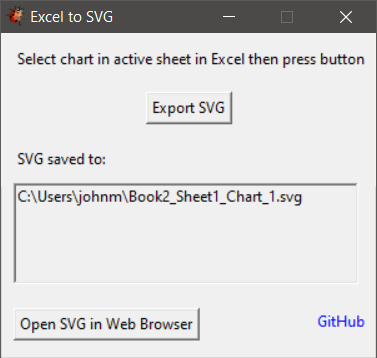 Excel to SVG
Select chart in active sheet in Excel then press button
Export SVG
SVG saved to:
C:\Users\johnm\Book2_Sheet1_Chart_1.svg
Open SVG in Web Browser
GitHub